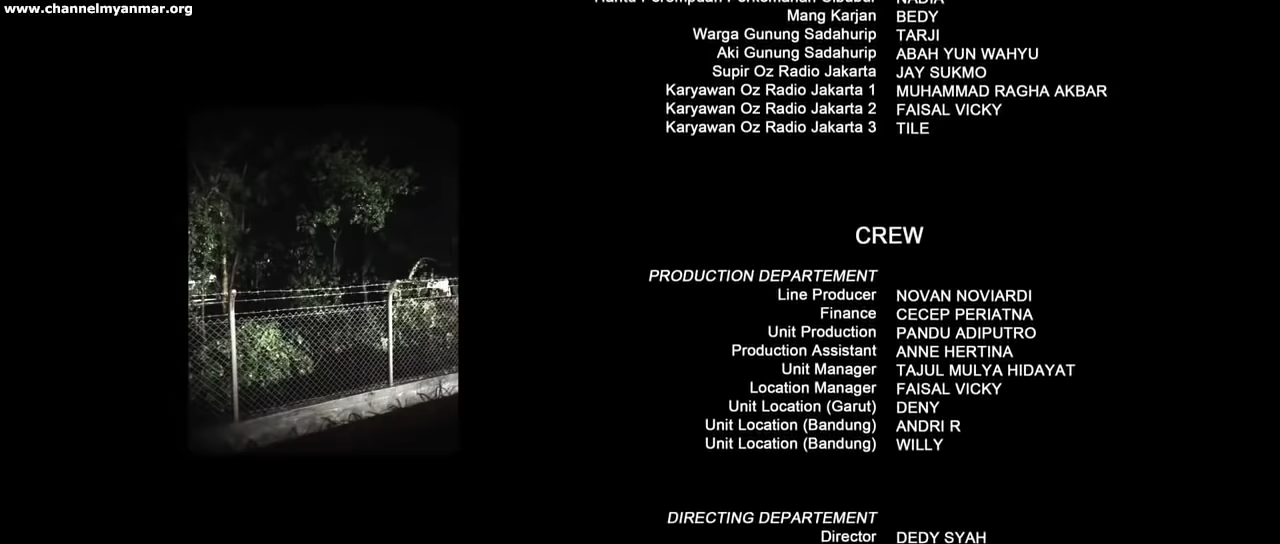 www.channelmyanmar.org
NADIA
Mang Karjan BEDY
Warga Gunung Sadahurip TARJI
Aki Gunung Sadahurip ABAH YUN WAHYU
Supir Oz Radio Jakarta JAY SUKMO
Karyawan Oz Radio Jakarta 1 MUHAMMAD RAGHA AKBAR
Karyawan Oz Radio Jakarta 2 FAISAL VICKY
Karyawan Oz Radio Jakarta 3 TILE
CREW
PRODUCTION DEPARTEMENT
Line Producer NOVAN NOVIARDI
Finance CECEP PERIATNA
Unit Production PANDU ADIPUTRO
Production Assistant ANNE HERTINA
Unit Manager TAJUL MULYA HIDAYAT
Location Manager FAISAL VICKY
Unit Location (Garut) DENY
Unit Location (Bandung) ANDRI R
Unit Location (Bandung) WILLY
DIRECTING DEPARTEMENT
Director DEDY SYAH